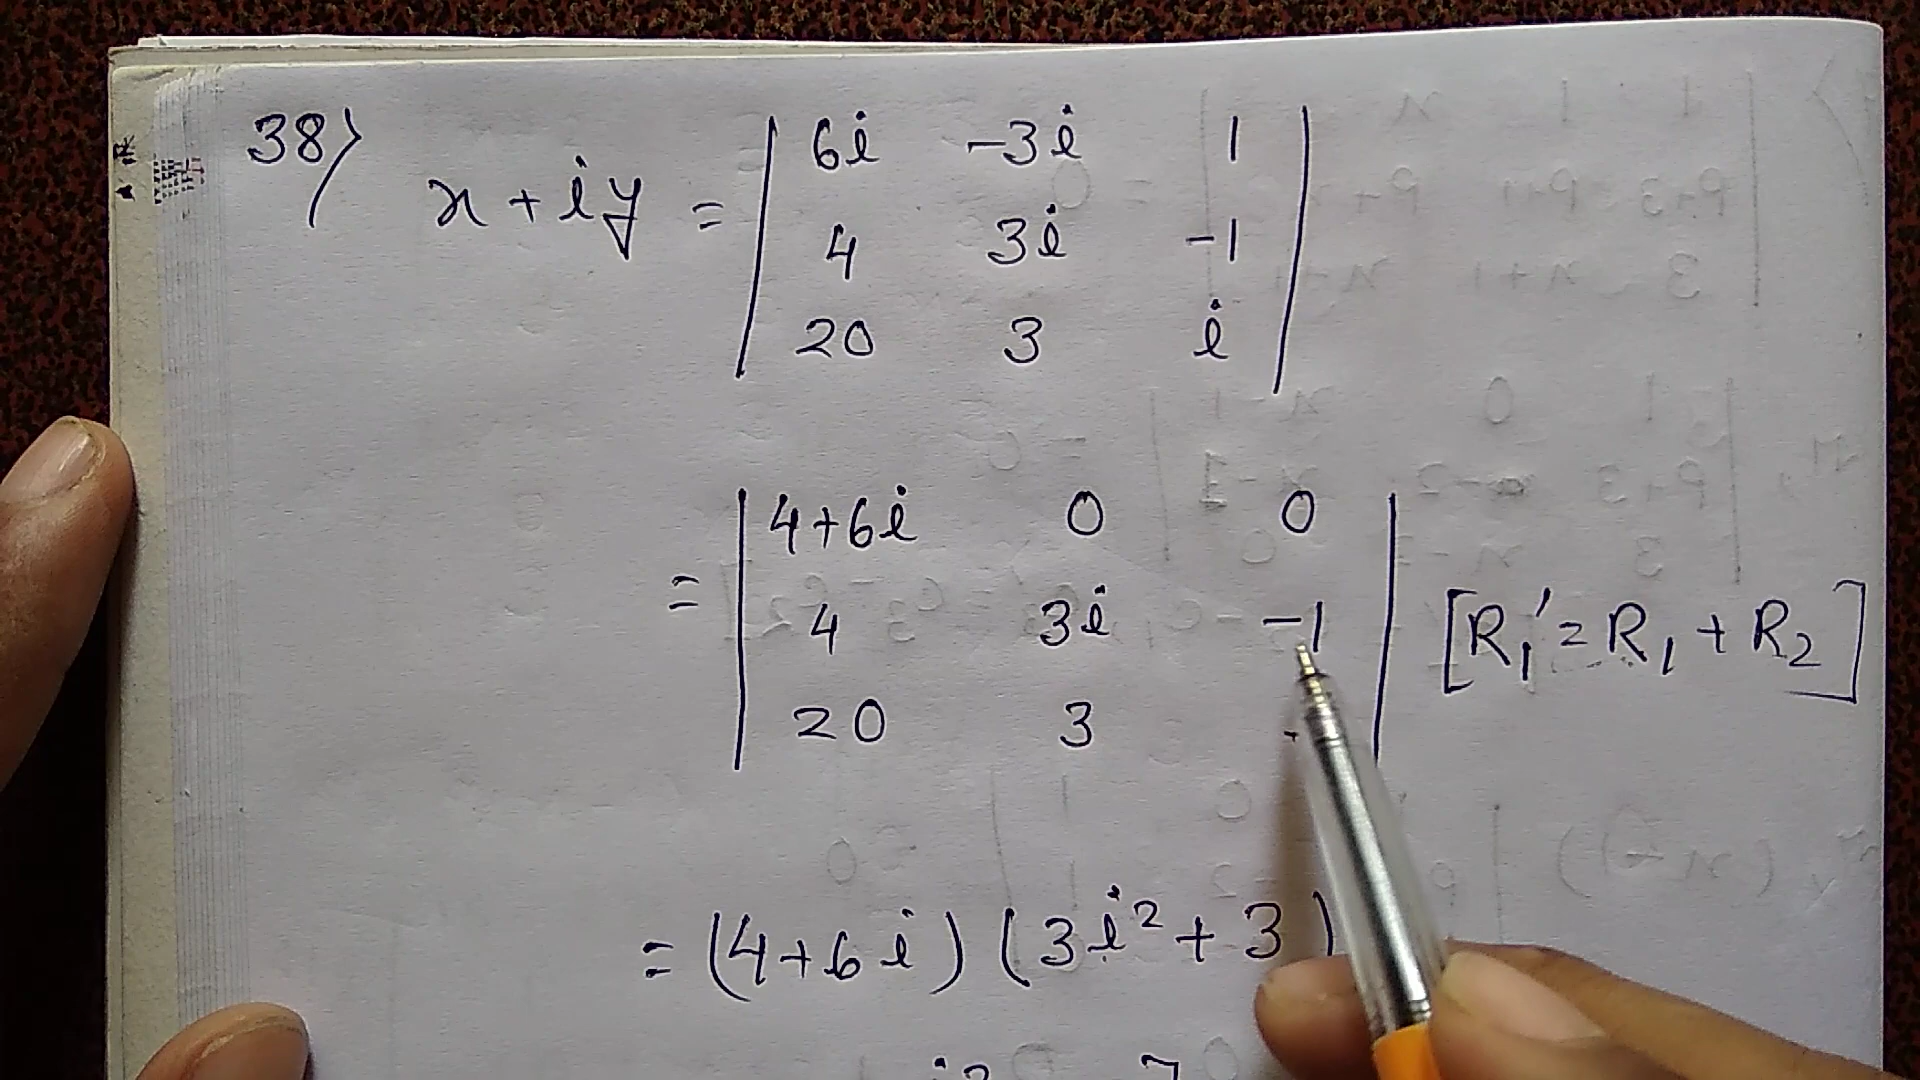 38) x + iy = | 6i -3i 1 |
| 4 3i -1 |
| 20 3 i |
= | 4+6i 0 0 |
| 4 3i -1 | [R₁' = R₁ + R₂]
| 20 3 |
= (4+6i) (3i² + 3)